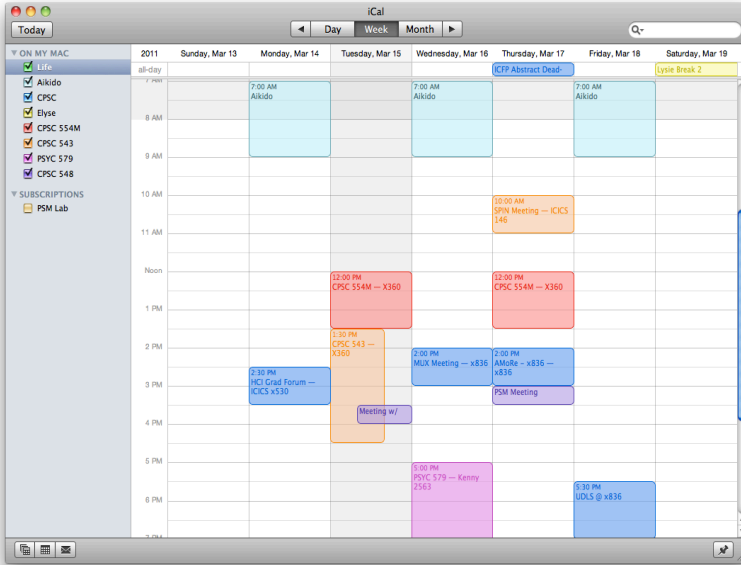 iCal
Today
Day Week Month
2011 Sunday, Mar 13 Monday, Mar 14 Tuesday, Mar 15 Wednesday, Mar 16 Thursday, Mar 17 Friday, Mar 18 Saturday, Mar 19
ON MY MAC
Life
Aikido
CPSC
Elyse
CPSC 554M
CPSC 543
PSYC 579
CPSC 548
SUBSCRIPTIONS
PSM Lab
all-day
ICFP Abstract Dead-
Lysie Break 2
7 AM
8 AM
9 AM
10 AM
11 AM
Noon
1 PM
2 PM
3 PM
4 PM
5 PM
6 PM
7 PM
7:00 AM
Aikido
2:30 PM
HCI Grad Forum —
ICICS x530
12:00 PM
CPSC 554M — X360
1:30 PM
CPSC 543 —
X360
Meeting w/
7:00 AM
Aikido
2:00 PM
MUX Meeting — x836
5:00 PM
PSYC 579 — Kenny
2563
10:00 AM
SPIN Meeting — ICICS
146
12:00 PM
CPSC 554M — X360
2:00 PM
AMoRe – x836 —
x836
PSM Meeting
7:00 AM
Aikido
5:30 PM
UDLS @ x836